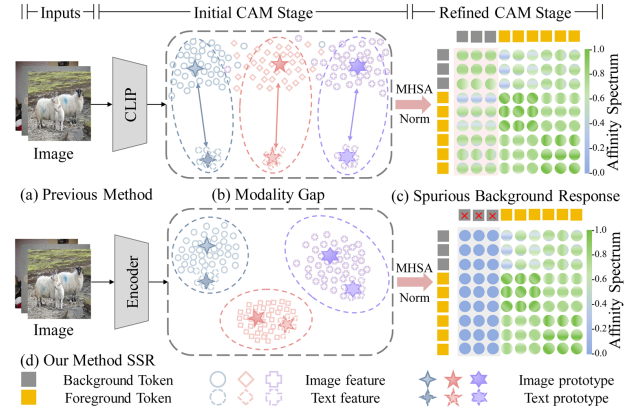 Inputs
Initial CAM Stage
Refined CAM Stage
CLIP
Image
MHSA
Norm
1.0
0.8
0.6
0.4
0.2
0.0
Affinity Spectrum
(a) Previous Method
(b) Modality Gap
(c) Spurious Background Response
Encoder
Image
MHSA
Norm
1.0
0.8
0.6
0.4
0.2
0.0
Affinity Spectrum
(d) Our Method SSR
Background Token
Image feature
Image prototype
Foreground Token
Text feature
Text prototype